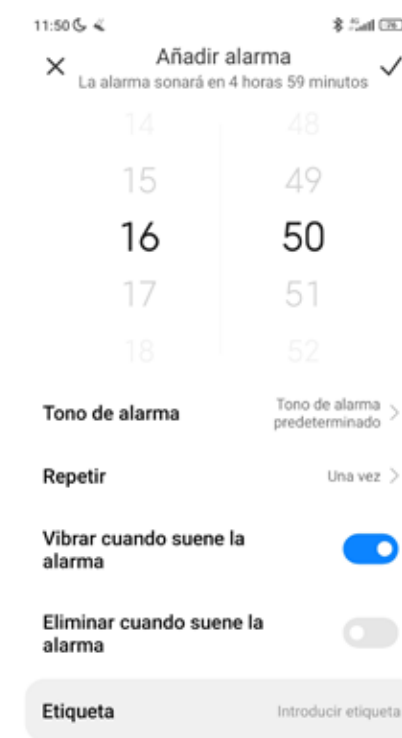 11:50
Añadir alarma
La alarma sonará en 4 horas 59 minutos
14 48
15 49
16 50
17 51
18 52
Tono de alarma
Tono de alarma
predeterminado
Repetir Una vez
Vibrar cuando suene la
alarma
Eliminar cuando suene la
alarma
Etiqueta Introducir etiqueta